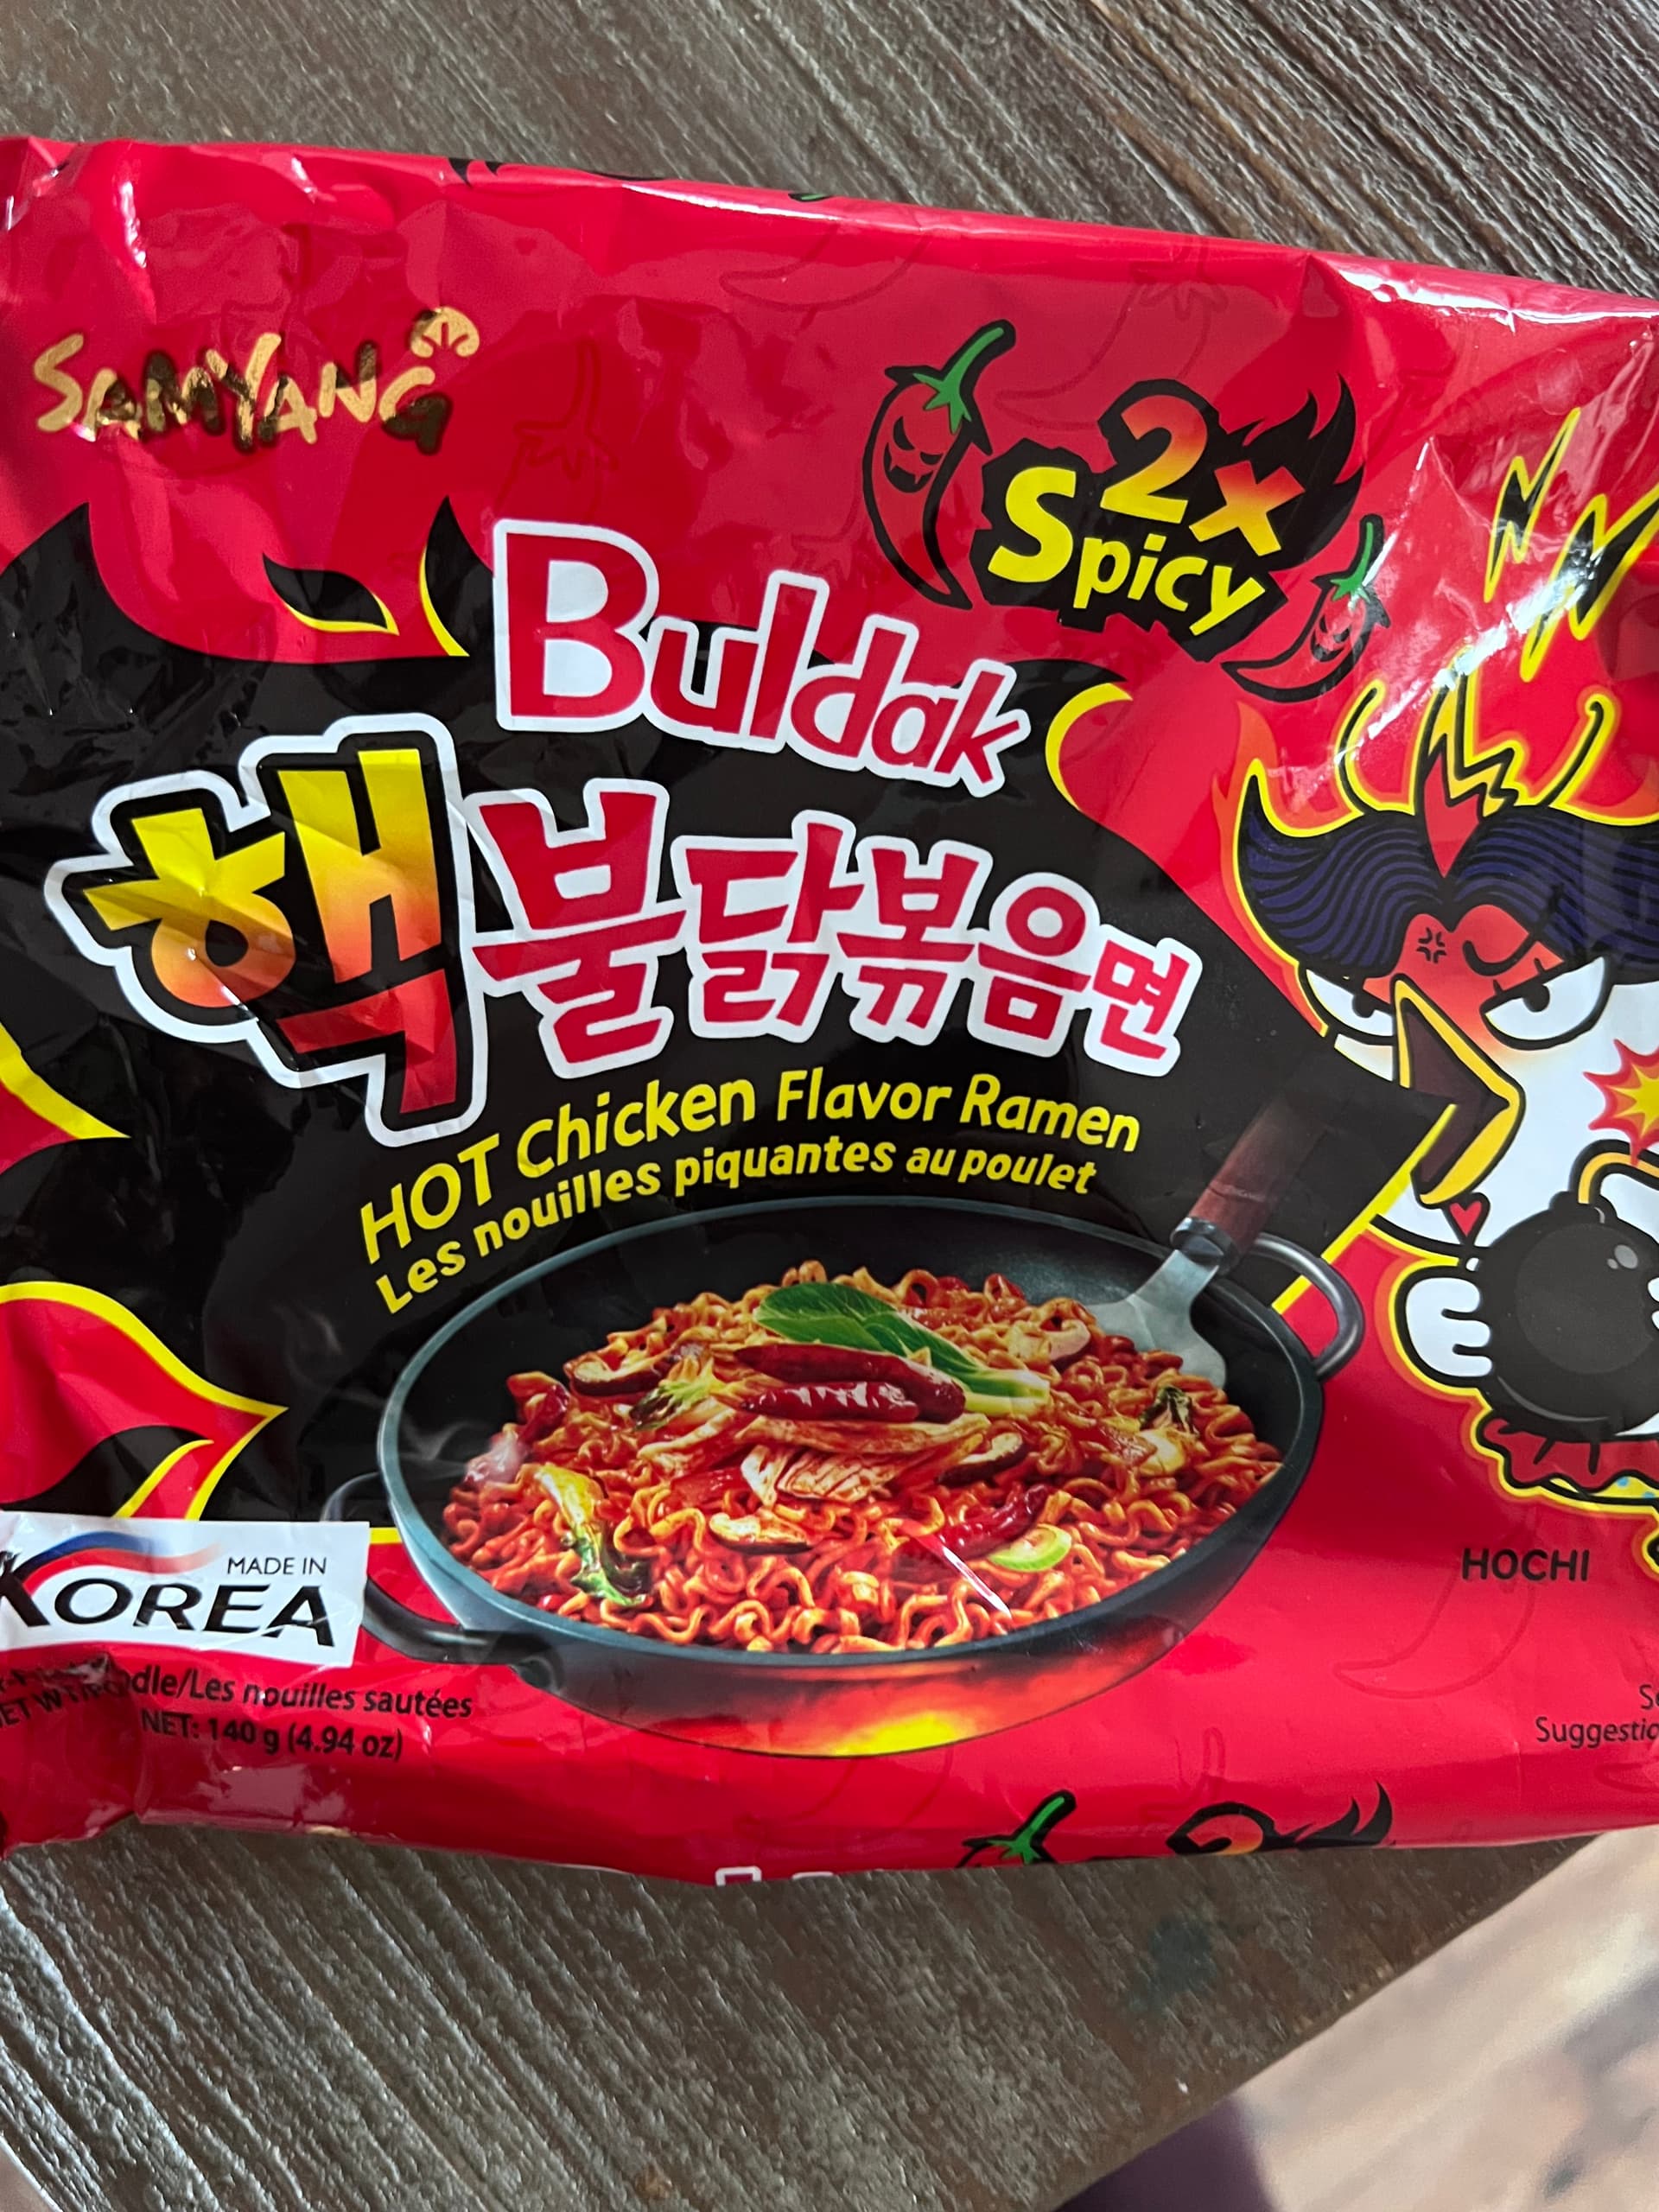 SAMYANG
2x
Spicy
Buldak
핵불닭볶음면
HOT Chicken Flavor Ramen
Les nouilles piquantes au poulet
MADE IN
KOREA
HOCHI
Les nouilles sautées
NET: 140 g (4.94 oz)